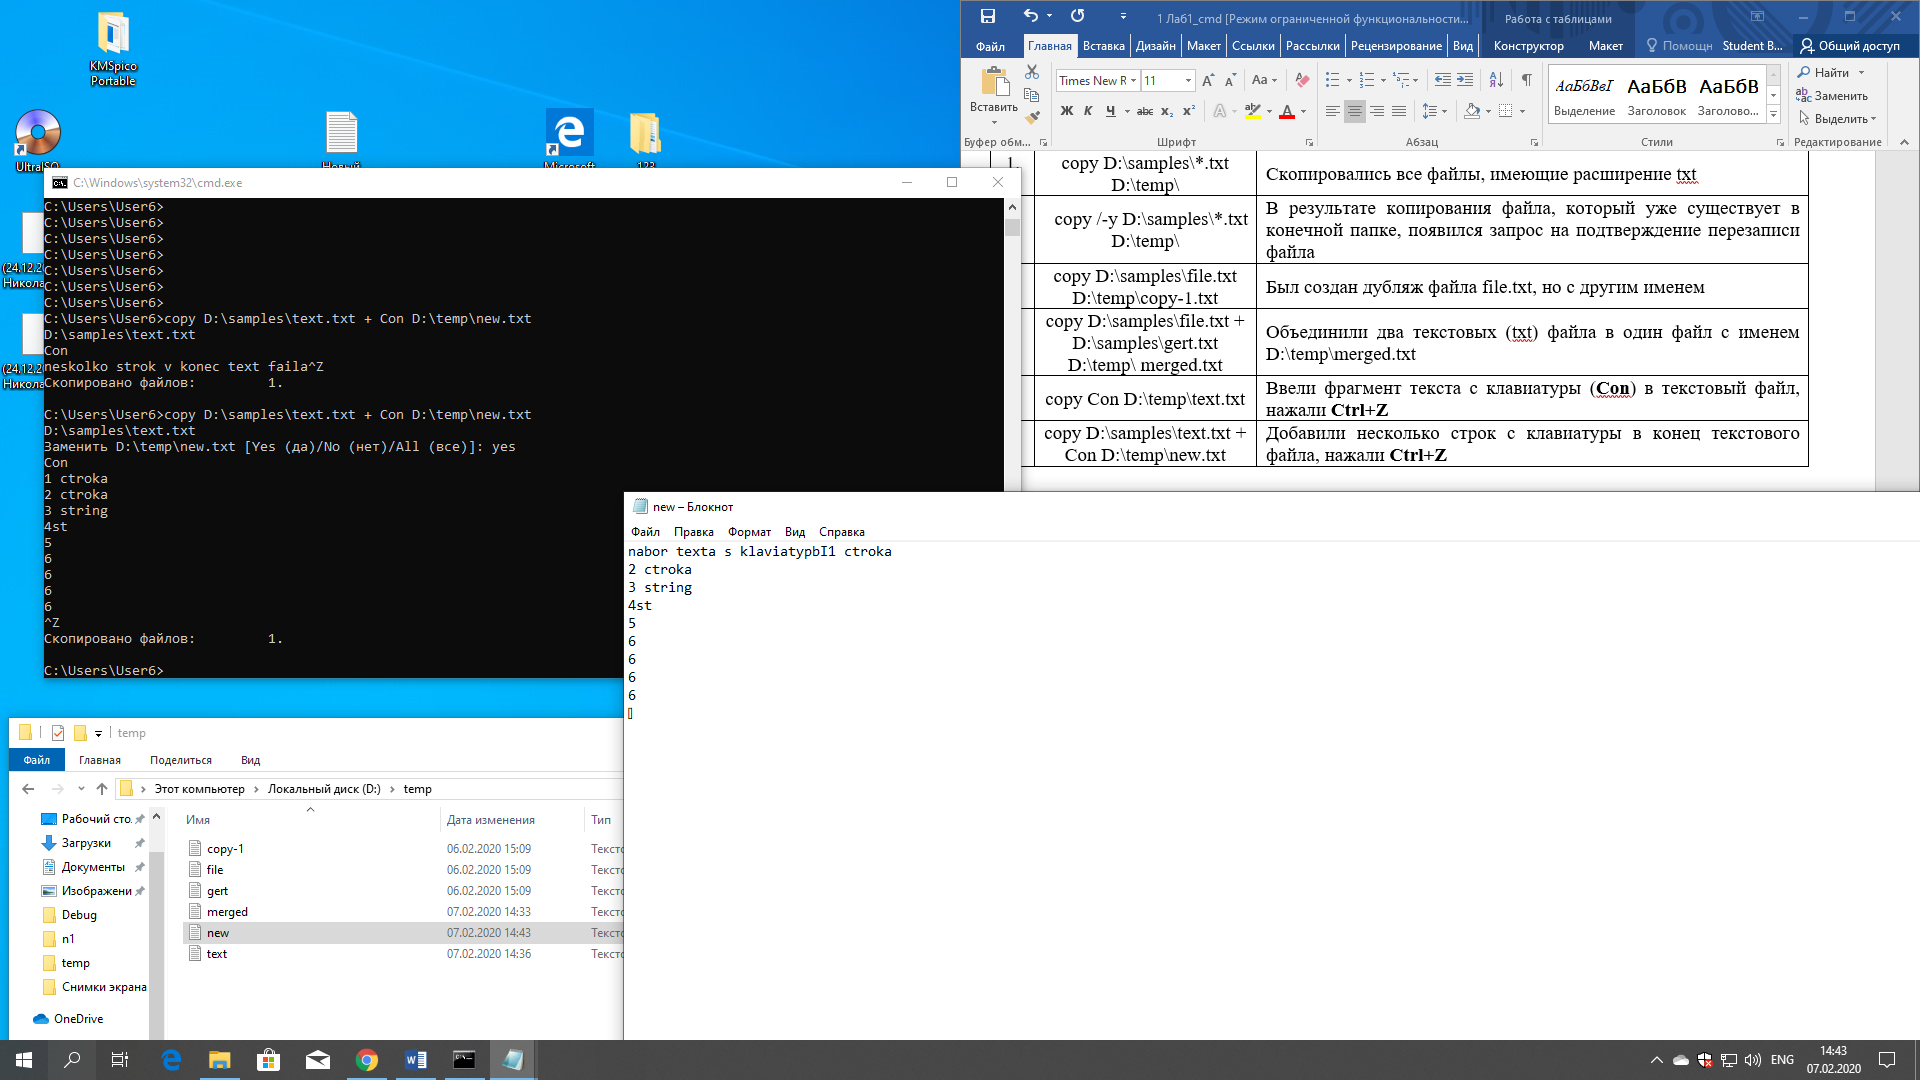 KMSpico
Portable
UltraISO
Новый
Microsoft
123
(24.12.2
Никола
(24.12.2
Никола
C:\Windows\system32\cmd.exe
C:\Users\User6>
C:\Users\User6>
C:\Users\User6>
C:\Users\User6>
C:\Users\User6>
C:\Users\User6>
C:\Users\User6>
C:\Users\User6>copy D:\samples\text.txt + Con D:\temp\new.txt
D:\samples\text.txt
Con
neskolko strok v konec text faila^Z
Скопировано файлов:         1.
C:\Users\User6>copy D:\samples\text.txt + Con D:\temp\new.txt
D:\samples\text.txt
Заменить D:\temp\new.txt [Yes (да)/No (нет)/All (все)]: yes
Con
1 ctroka
2 ctroka
3 string
4st
5
6
6
6
6
^Z
Скопировано файлов:         1.
C:\Users\User6>
1 Лаб1_cmd [Режим ограниченной функциональности...
Работа с таблицами
Файл Главная Вставка Дизайн Макет Ссылки Рассылки Рецензирование Вид Конструктор Макет Помощн Student B... Общий доступ
Вставить
Буфер обм...
Times New R 11
Aa
Ж К Ч abc x₂ x²
Шрифт
Абзац
АаБбВвІ АаБбВ АаБбВ
Выделение Заголовок Заголово...
Стили
Найти
Заменить
Выделить
Редактирование
1.
copy D:\samples\*.txt
D:\temp\
Скопировались все файлы, имеющие расширение txt
copy /-y D:\samples\*.txt
D:\temp\
В результате копирования файла, который уже существует в
конечной папке, появился запрос на подтверждение перезаписи
файла
copy D:\samples\file.txt
D:\temp\copy-1.txt
Был создан дубляж файла file.txt, но с другим именем
copy D:\samples\file.txt +
D:\samples\gert.txt
D:\temp\ merged.txt
Объединили два текстовых (txt) файла в один файл с именем
D:\temp\merged.txt
copy Con D:\temp\text.txt
Ввели фрагмент текста с клавиатуры (Con) в текстовый файл,
нажали Ctrl+Z
copy D:\samples\text.txt +
Con D:\temp\new.txt
Добавили несколько строк с клавиатуры в конец текстового
файла, нажали Ctrl+Z
new – Блокнот
Файл Правка Формат Вид Справка
nabor texta s klaviatypbI1 ctroka
2 ctroka
3 string
4st
5
6
6
6
6
temp
Файл Главная Поделиться Вид
Этот компьютер › Локальный диск (D:) › temp
Рабочий сто.
Загрузки
Документы
Изображени
Debug
n1
temp
Снимки экрана
OneDrive
Имя Дата изменения Тип
copy-1 06.02.2020 15:09 Тексто
file 06.02.2020 15:09 Тексто
gert 06.02.2020 15:09 Тексто
merged 07.02.2020 14:33 Тексто
new 07.02.2020 14:43 Тексто
text 07.02.2020 14:36 Тексто
ENG
14:43
07.02.2020